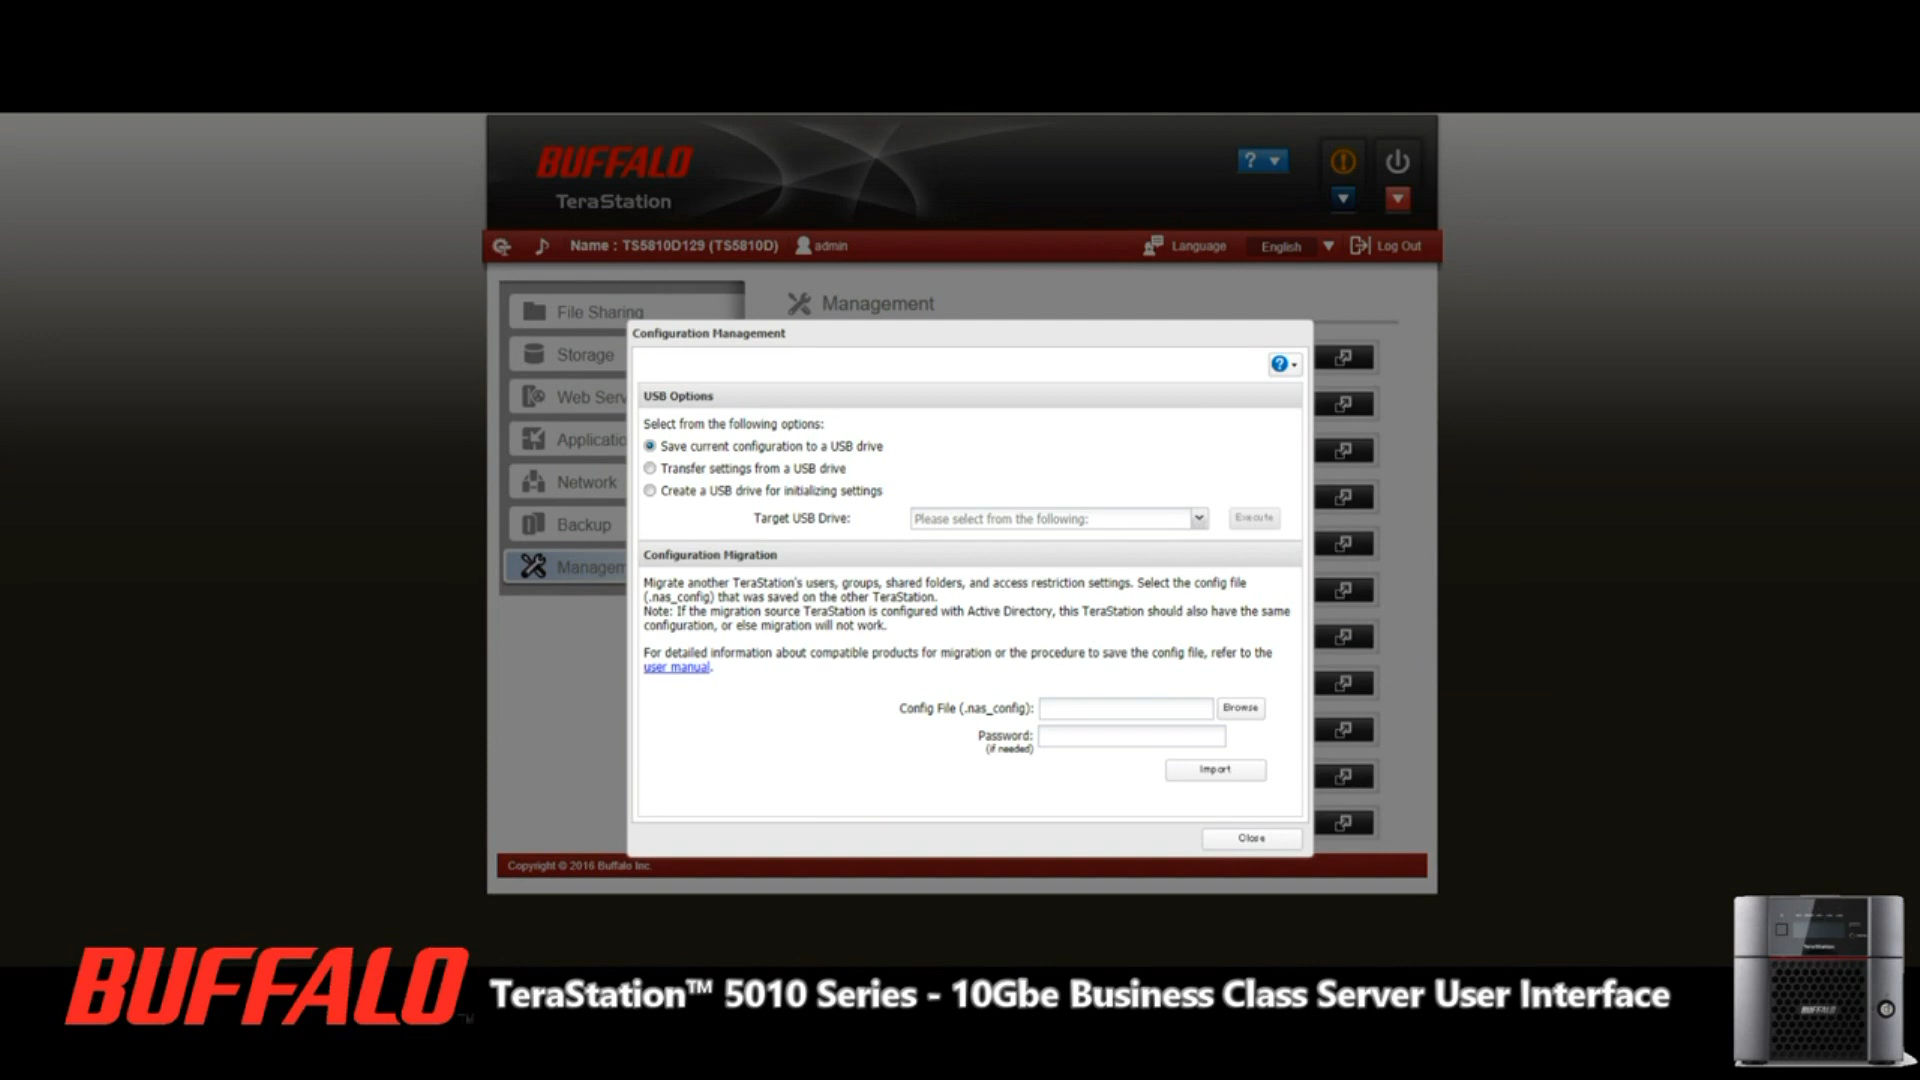 BUFFALO
TeraStation
?
Name : TS5810D129 (TS5810D)
admin
Language
English
Log Out
File Sharing
Storage
Web Serv
Applicatio
Network
Backup
Managem
Management
Configuration Management
?
USB Options
Select from the following options:
Save current configuration to a USB drive
Transfer settings from a USB drive
Create a USB drive for initializing settings
Target USB Drive:
Please select from the following:
Execute
Configuration Migration
Migrate another TeraStation's users, groups, shared folders, and access restriction settings. Select the config file
(.nas_config) that was saved on the other TeraStation.
Note: If the migration source TeraStation is configured with Active Directory, this TeraStation should also have the same
configuration, or else migration will not work.
For detailed information about compatible products for migration or the procedure to save the config file, refer to the
user manual.
Config File (.nas_config):
Browse
Password:
(if needed)
Import
Close
Copyright © 2016 Buffalo Inc.
BUFFALO™
TeraStation™ 5010 Series - 10Gbe Business Class Server User Interface
TeraStation
BUFFALO